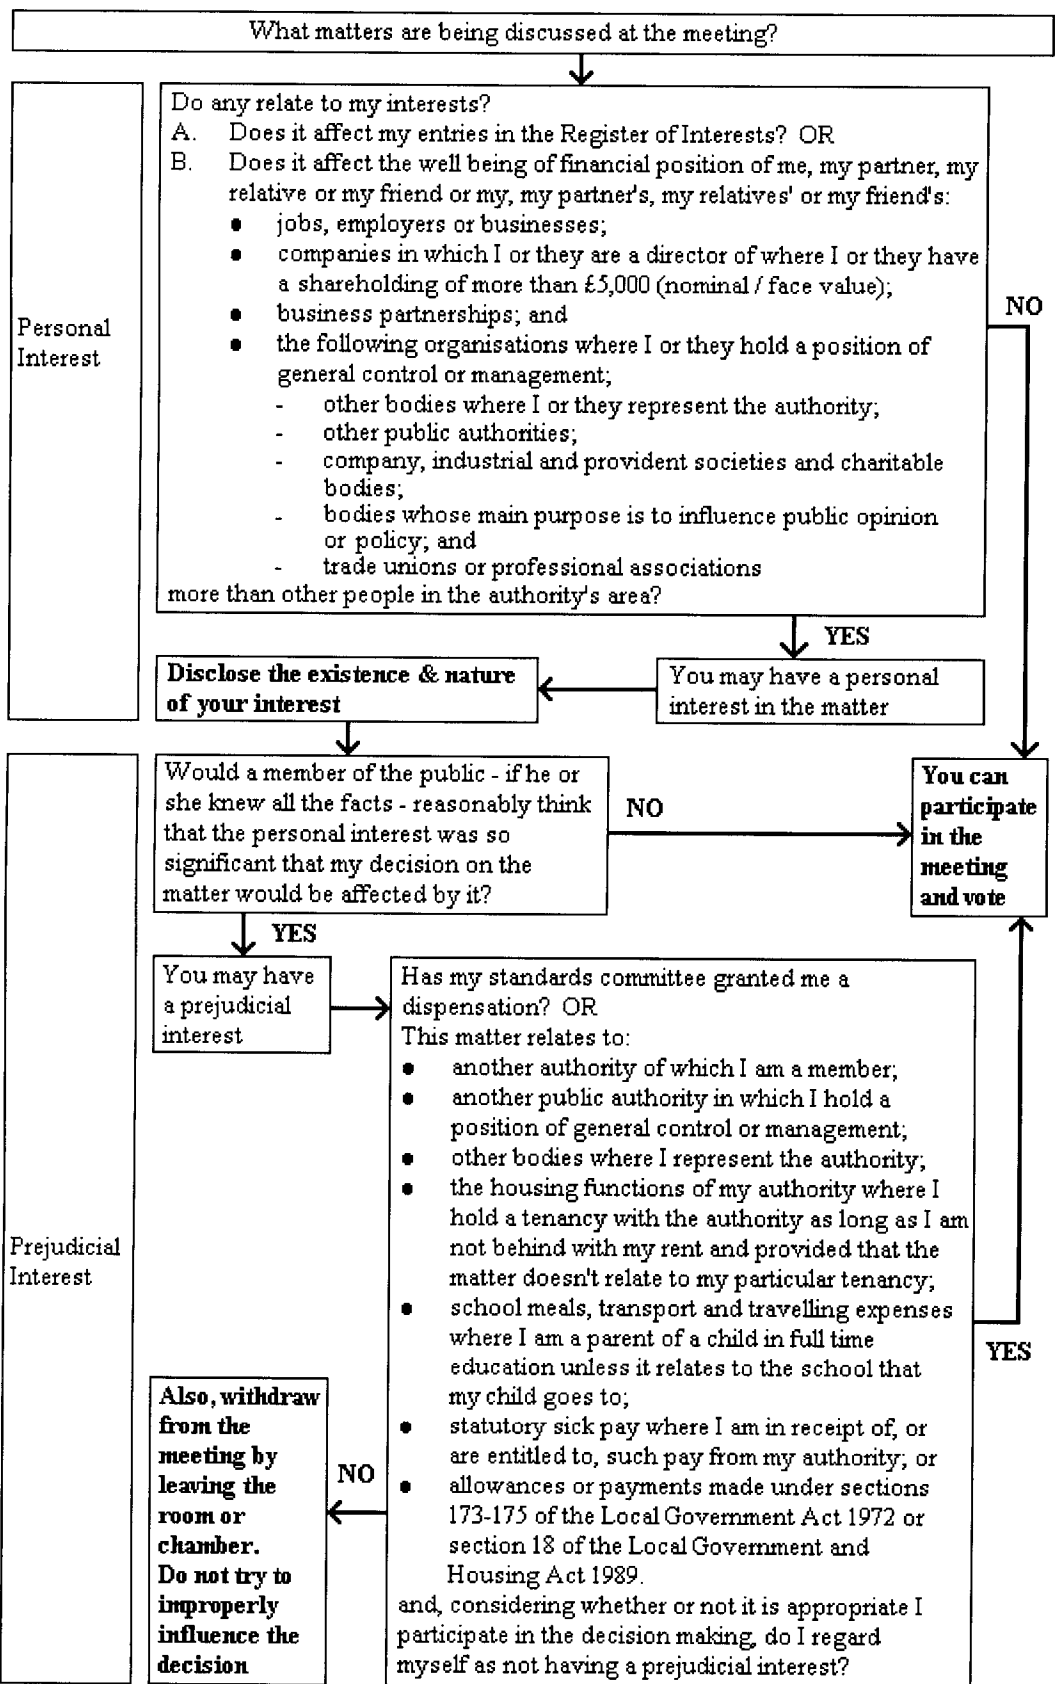 What matters are being discussed at the meeting?
Personal
Interest
Do any relate to my interests?
A. Does it affect my entries in the Register of Interests? OR
B. Does it affect the well being of financial position of me, my partner, my
relative or my friend or my, my partner's, my relatives' or my friend's:
● jobs, employers or businesses;
● companies in which I or they are a director of where I or they have
a shareholding of more than £5,000 (nominal / face value);
● business partnerships; and
● the following organisations where I or they hold a position of
general control or management;
- other bodies where I or they represent the authority;
- other public authorities;
- company, industrial and provident societies and charitable
bodies;
- bodies whose main purpose is to influence public opinion
or policy; and
- trade unions or professional associations
more than other people in the authority's area?
NO
YES
You may have a personal
interest in the matter
Disclose the existence & nature
of your interest
Prejudicial
Interest
Would a member of the public - if he or
she knew all the facts - reasonably think
that the personal interest was so
significant that my decision on the
matter would be affected by it?
NO
You can
participate
in the
meeting
and vote
YES
You may have
a prejudicial
interest
Has my standards committee granted me a
dispensation? OR
This matter relates to:
● another authority of which I am a member;
● another public authority in which I hold a
position of general control or management;
● other bodies where I represent the authority;
● the housing functions of my authority where I
hold a tenancy with the authority as long as I am
not behind with my rent and provided that the
matter doesn't relate to my particular tenancy;
● school meals, transport and travelling expenses
where I am a parent of a child in full time
education unless it relates to the school that
my child goes to;
● statutory sick pay where I am in receipt of, or
are entitled to, such pay from my authority; or
● allowances or payments made under sections
173-175 of the Local Government Act 1972 or
section 18 of the Local Government and
Housing Act 1989.
and, considering whether or not it is appropriate I
participate in the decision making, do I regard
myself as not having a prejudicial interest?
YES
NO
Also, withdraw
from the
meeting by
leaving the
room or
chamber.
Do not try to
improperly
influence the
decision